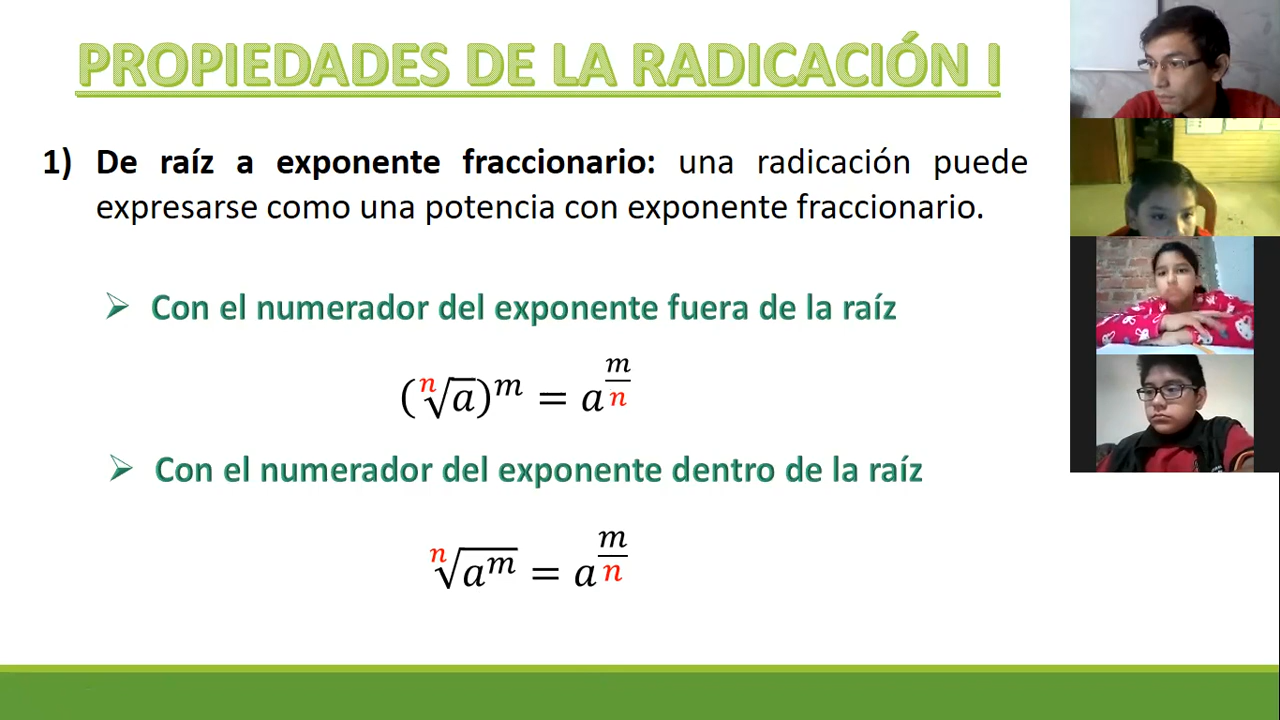 PROPIEDADES DE LA RADICACIÓN I
1) De raíz a exponente fraccionario: una radicación puede
expresarse como una potencia con exponente fraccionario.
➢ Con el numerador del exponente fuera de la raíz
(ⁿ√a)^m = a^(m/n)
➢ Con el numerador del exponente dentro de la raíz
ⁿ√(a^m) = a^(m/n)